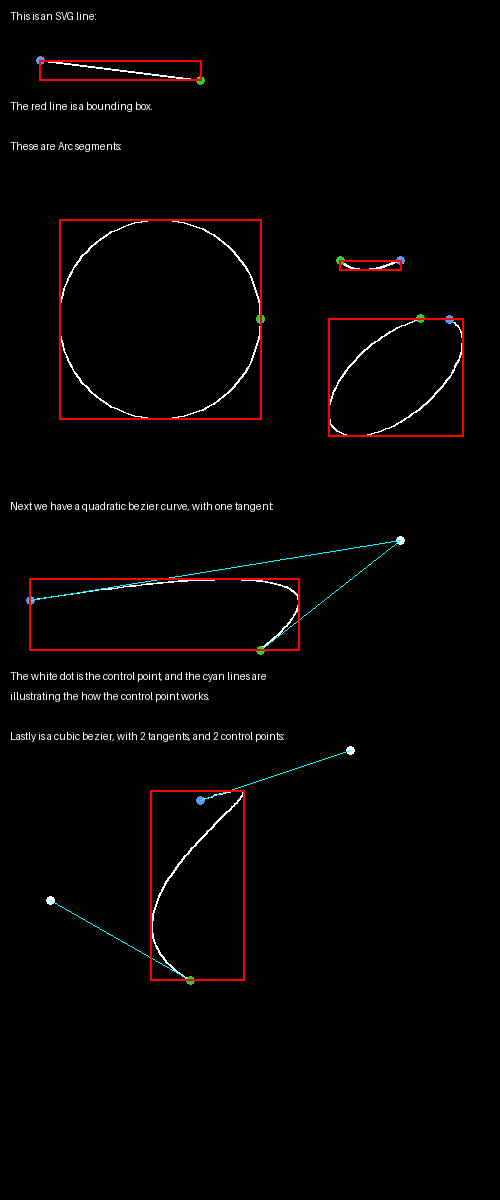 This is an SVG line:
The red line is a bounding box.
These are Arc segments:
Next we have a quadratic bezier curve, with one tangent
The white dot is the control point, and the cyan lines are
illustrating the how the control point works.
Lastly is a cubic bezier, with 2 tangents, and 2 control points: